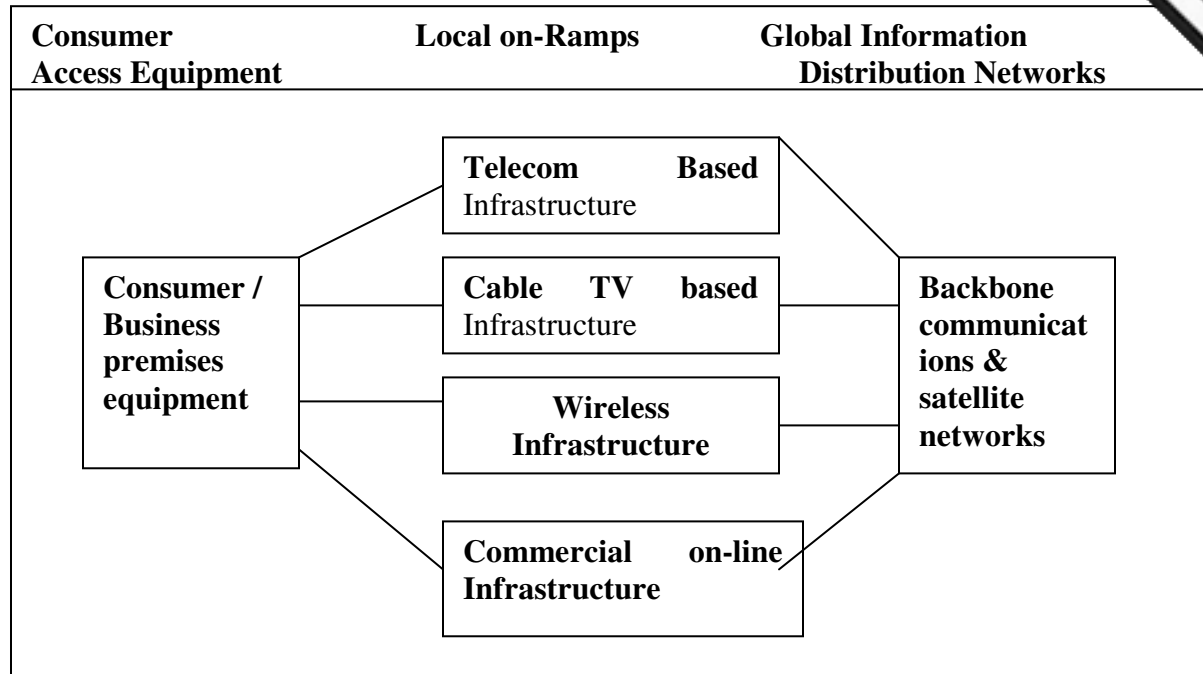 Consumer Local on-Ramps Global Information
Access Equipment Distribution Networks
Telecom Based
Infrastructure
Consumer /
Business
premises
equipment
Cable TV based
Infrastructure
Wireless
Infrastructure
Commercial on-line
Infrastructure
Backbone
communicat
ions &
satellite
networks